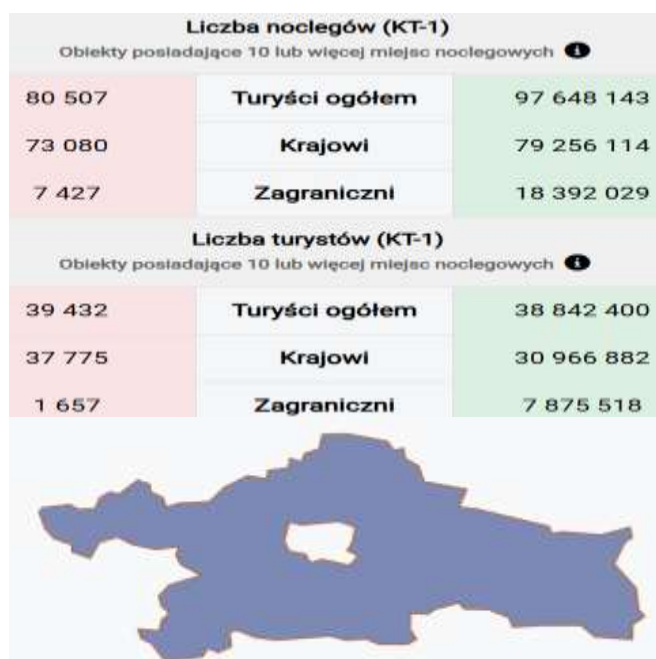 Liczba noclegów (KT-1)
Obiekty posiadające 10 lub więcej miejsc noclegowych
80 507 Turyści ogółem 97 648 143
73 080 Krajowi 79 256 114
7 427 Zagraniczni 18 392 029
Liczba turystów (KT-1)
Obiekty posiadające 10 lub więcej miejsc noclegowych
39 432 Turyści ogółem 38 842 400
37 775 Krajowi 30 966 882
1 657 Zagraniczni 7 875 518